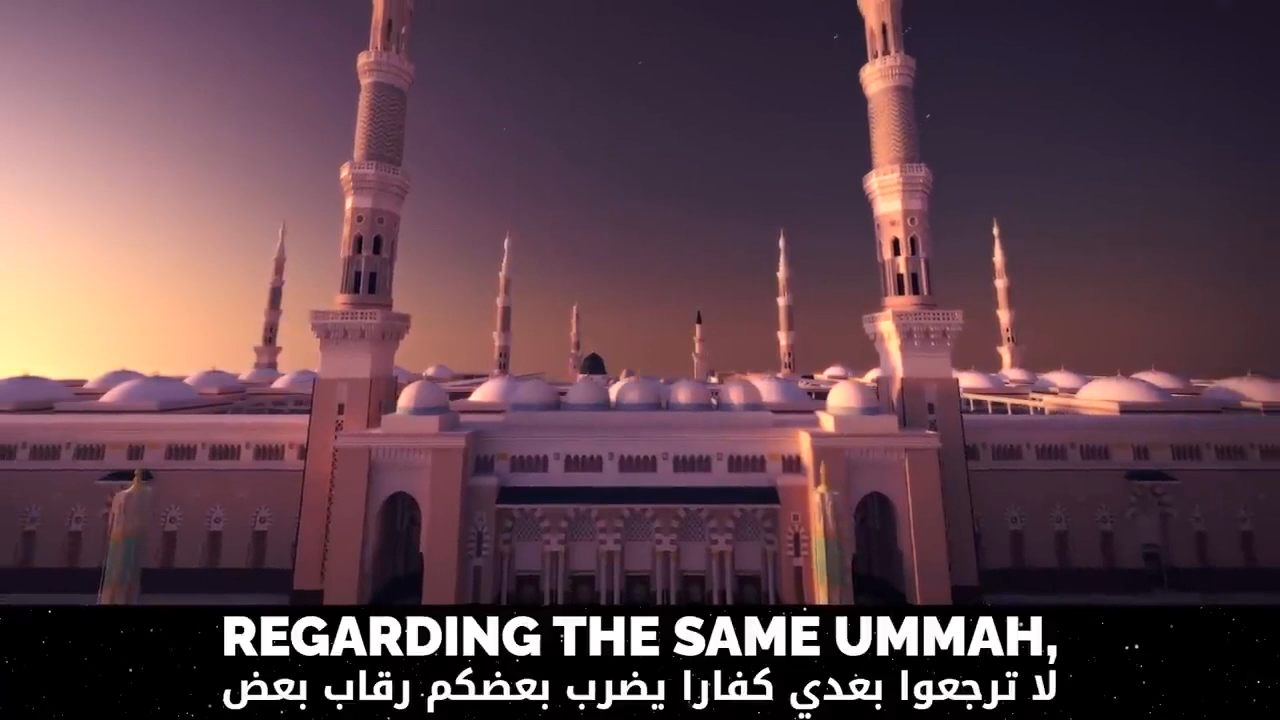 REGARDING THE SAME UMMAH,
لا ترجعوا بعدي كفارا يضرب بعضكم رقاب بعض